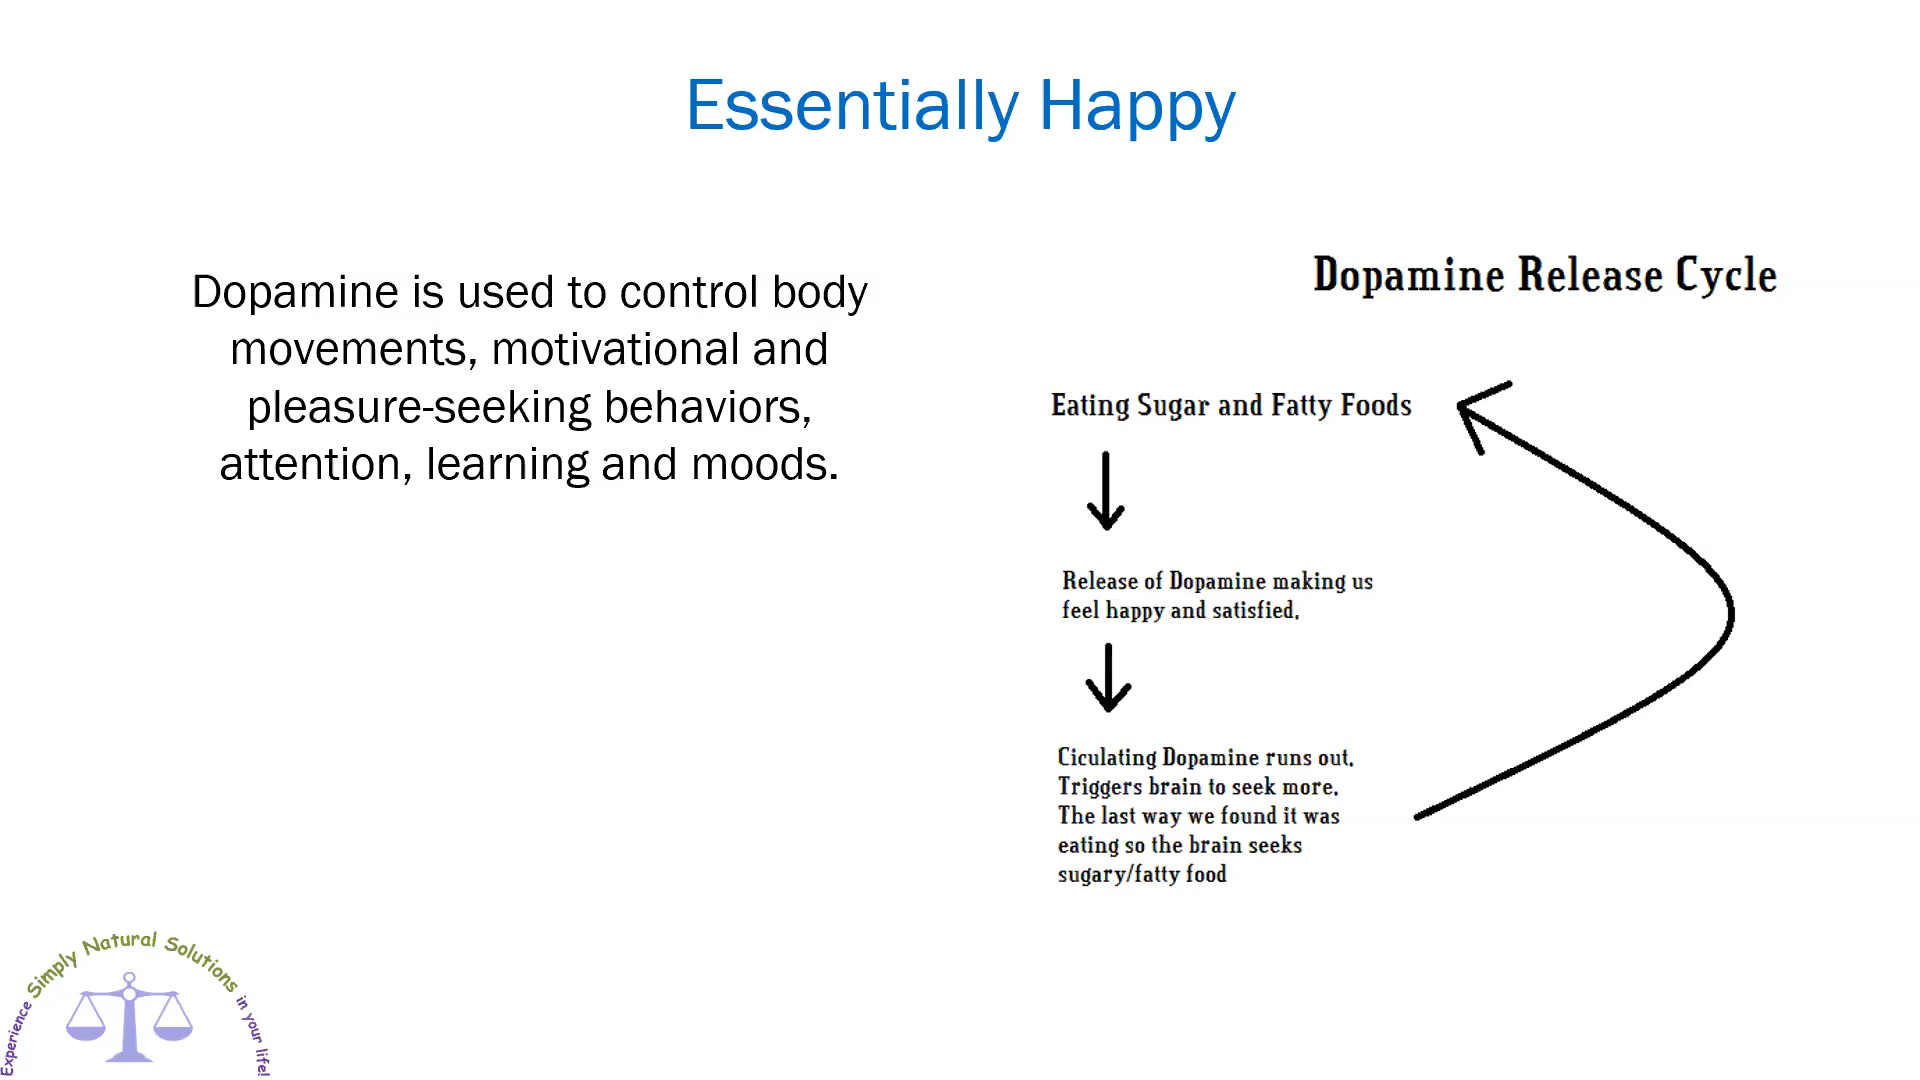 Essentially Happy
Dopamine is used to control body
movements, motivational and
pleasure-seeking behaviors,
attention, learning and moods.
Dopamine Release Cycle
Eating Sugar and Fatty Foods
Release of Dopamine making us
feel happy and satisfied.
Ciculating Dopamine runs out.
Triggers brain to seek more.
The last way we found it was
eating so the brain seeks
sugary/fatty food
Experience Simply Natural Solutions in your life!